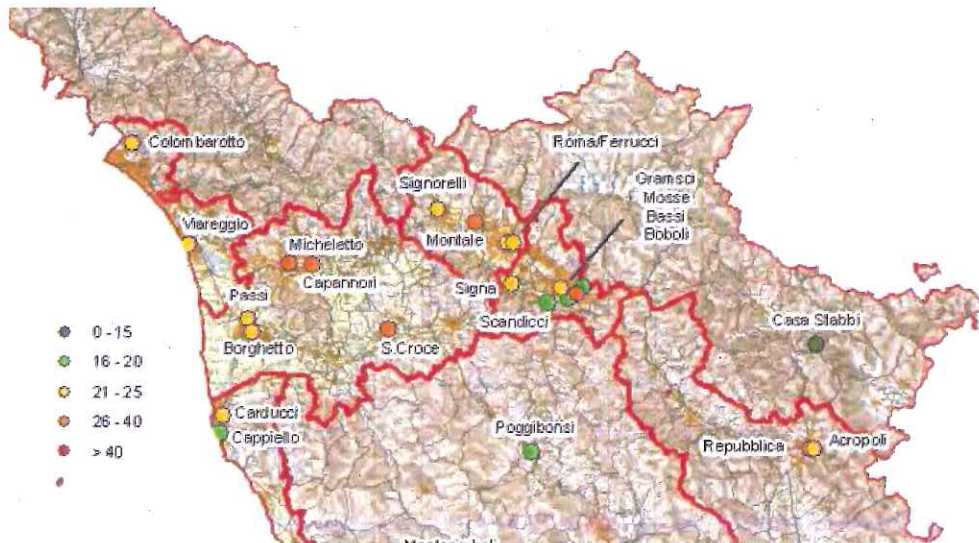 Colombarotto
Roma/Ferrucci
Gramsci
Mosse
Bassi
Boboli
Signorelli
Viareggio
Micheletto
Montale
Capannori
Signa
Passi
Scandicci
Casa Stabbi
Borghetto
S.Croce
0 - 15
16 - 20
21 - 25
26 - 40
> 40
Carducci
Cappiello
Poggibonsi
Repubblica
Acropoli